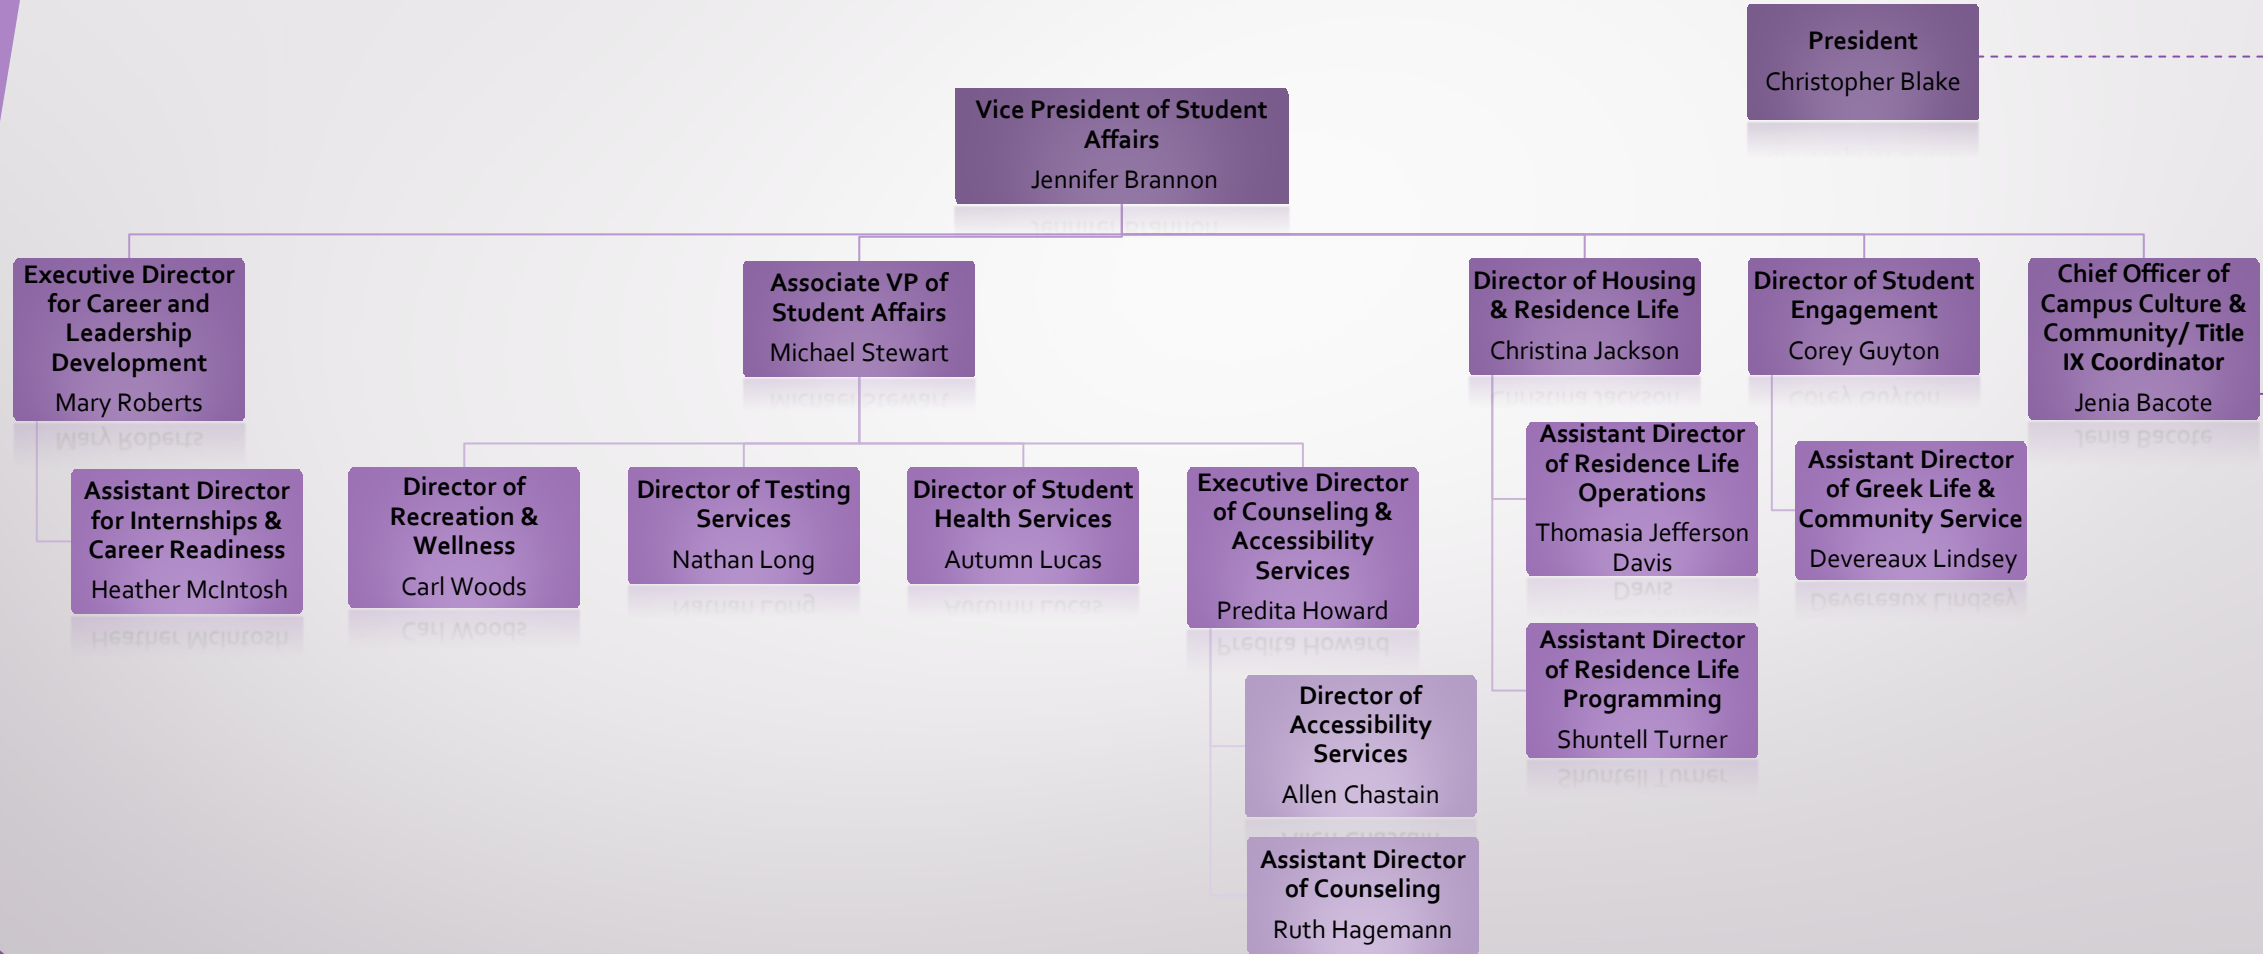 President
Christopher Blake
Vice President of Student
Affairs
Jennifer Brannon
Executive Director
for Career and
Leadership
Development
Mary Roberts
Associate VP of
Student Affairs
Michael Stewart
Director of Housing
& Residence Life
Christina Jackson
Director of Student
Engagement
Corey Guyton
Chief Officer of
Campus Culture &
Community/ Title
IX Coordinator
Jenia Bacote
Assistant Director
for Internships &
Career Readiness
Heather McIntosh
Director of
Recreation &
Wellness
Carl Woods
Director of Testing
Services
Nathan Long
Director of Student
Health Services
Autumn Lucas
Executive Director
of Counseling &
Accessibility
Services
Predita Howard
Assistant Director
of Residence Life
Operations
Thomasia Jefferson
Davis
Assistant Director
of Greek Life &
Community Service
Devereaux Lindsey
Director of
Accessibility
Services
Allen Chastain
Assistant Director
of Residence Life
Programming
Shuntell Turner
Assistant Director
of Counseling
Ruth Hagemann